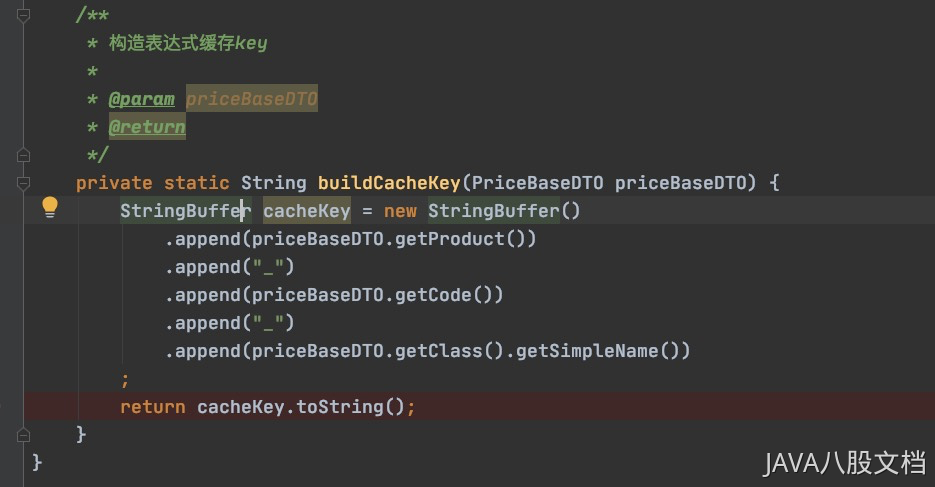 /**
 * 构造表达式缓存key
 *
 * @param priceBaseDTO
 * @return
 */
private static String buildCacheKey(PriceBaseDTO priceBaseDTO) {
    StringBuffer cacheKey = new StringBuffer()
        .append(priceBaseDTO.getProduct())
        .append("_")
        .append(priceBaseDTO.getCode())
        .append("_")
        .append(priceBaseDTO.getClass().getSimpleName())
    ;
    return cacheKey.toString();
}
}
JAVA八股文档